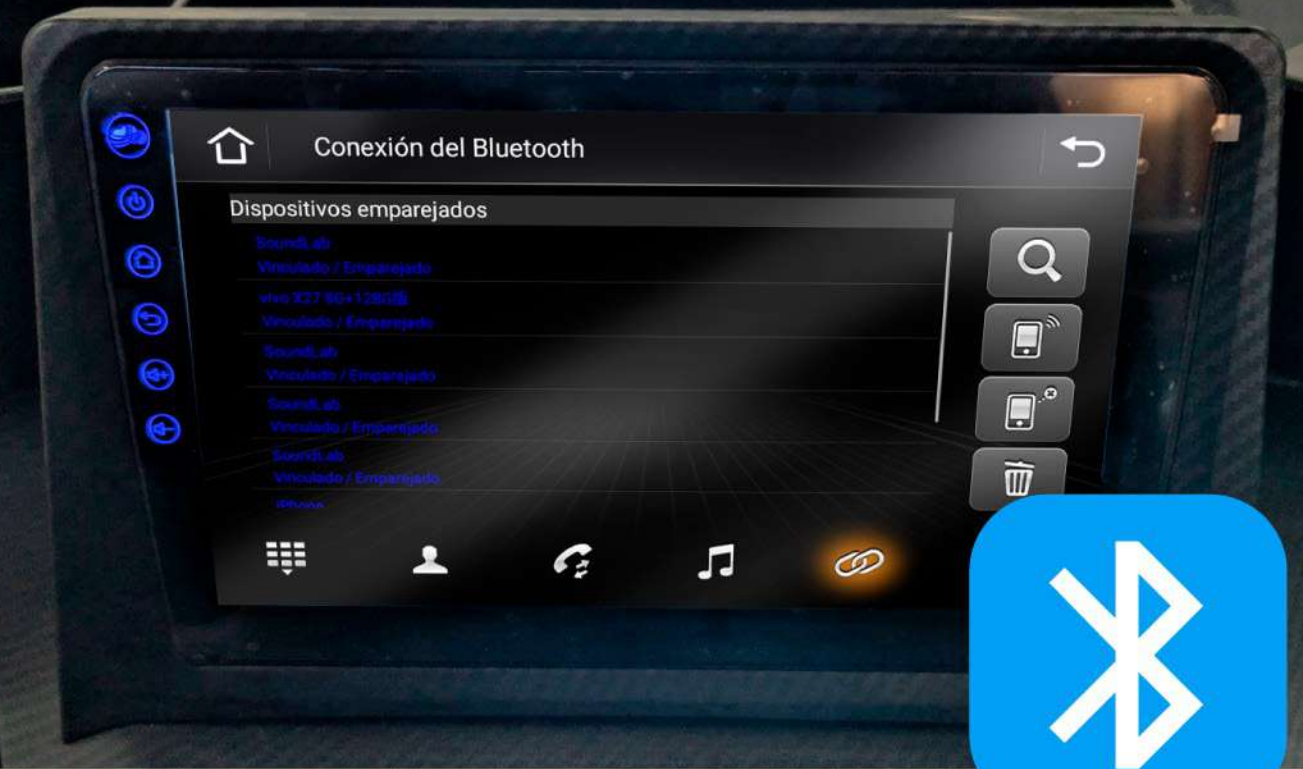 Conexión del Bluetooth
Dispositivos emparejados
SoundLab
Vinculado / Emparejado
vivo X27 8G+128G版
Vinculado / Emparejado
SoundLab
Vinculado / Emparejado
SoundLab
Vinculado / Emparejado
SoundLab
Vinculado / Emparejado
iPhone